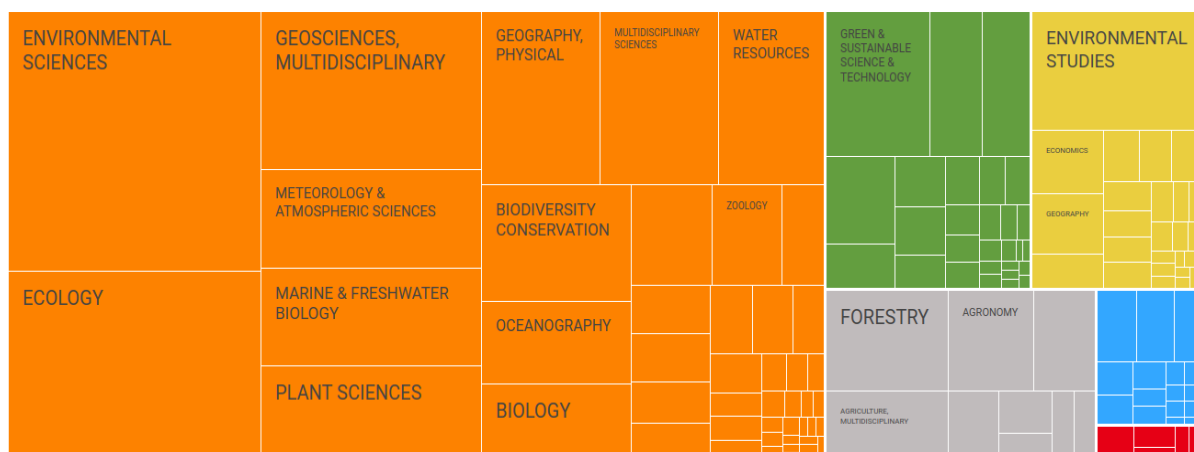 ENVIRONMENTAL
SCIENCES
ECOLOGY
GEOSCIENCES,
MULTIDISCIPLINARY
METEOROLOGY &
ATMOSPHERIC SCIENCES
MARINE & FRESHWATER
BIOLOGY
PLANT SCIENCES
GEOGRAPHY,
PHYSICAL
MULTIDISCIPLINARY
SCIENCES
WATER
RESOURCES
BIODIVERSITY
CONSERVATION
OCEANOGRAPHY
BIOLOGY
ZOOLOGY
GREEN &
SUSTAINABLE
SCIENCE &
TECHNOLOGY
ENVIRONMENTAL
STUDIES
ECONOMICS
GEOGRAPHY
FORESTRY
AGRONOMY
AGRICULTURE,
MULTIDISCIPLINARY